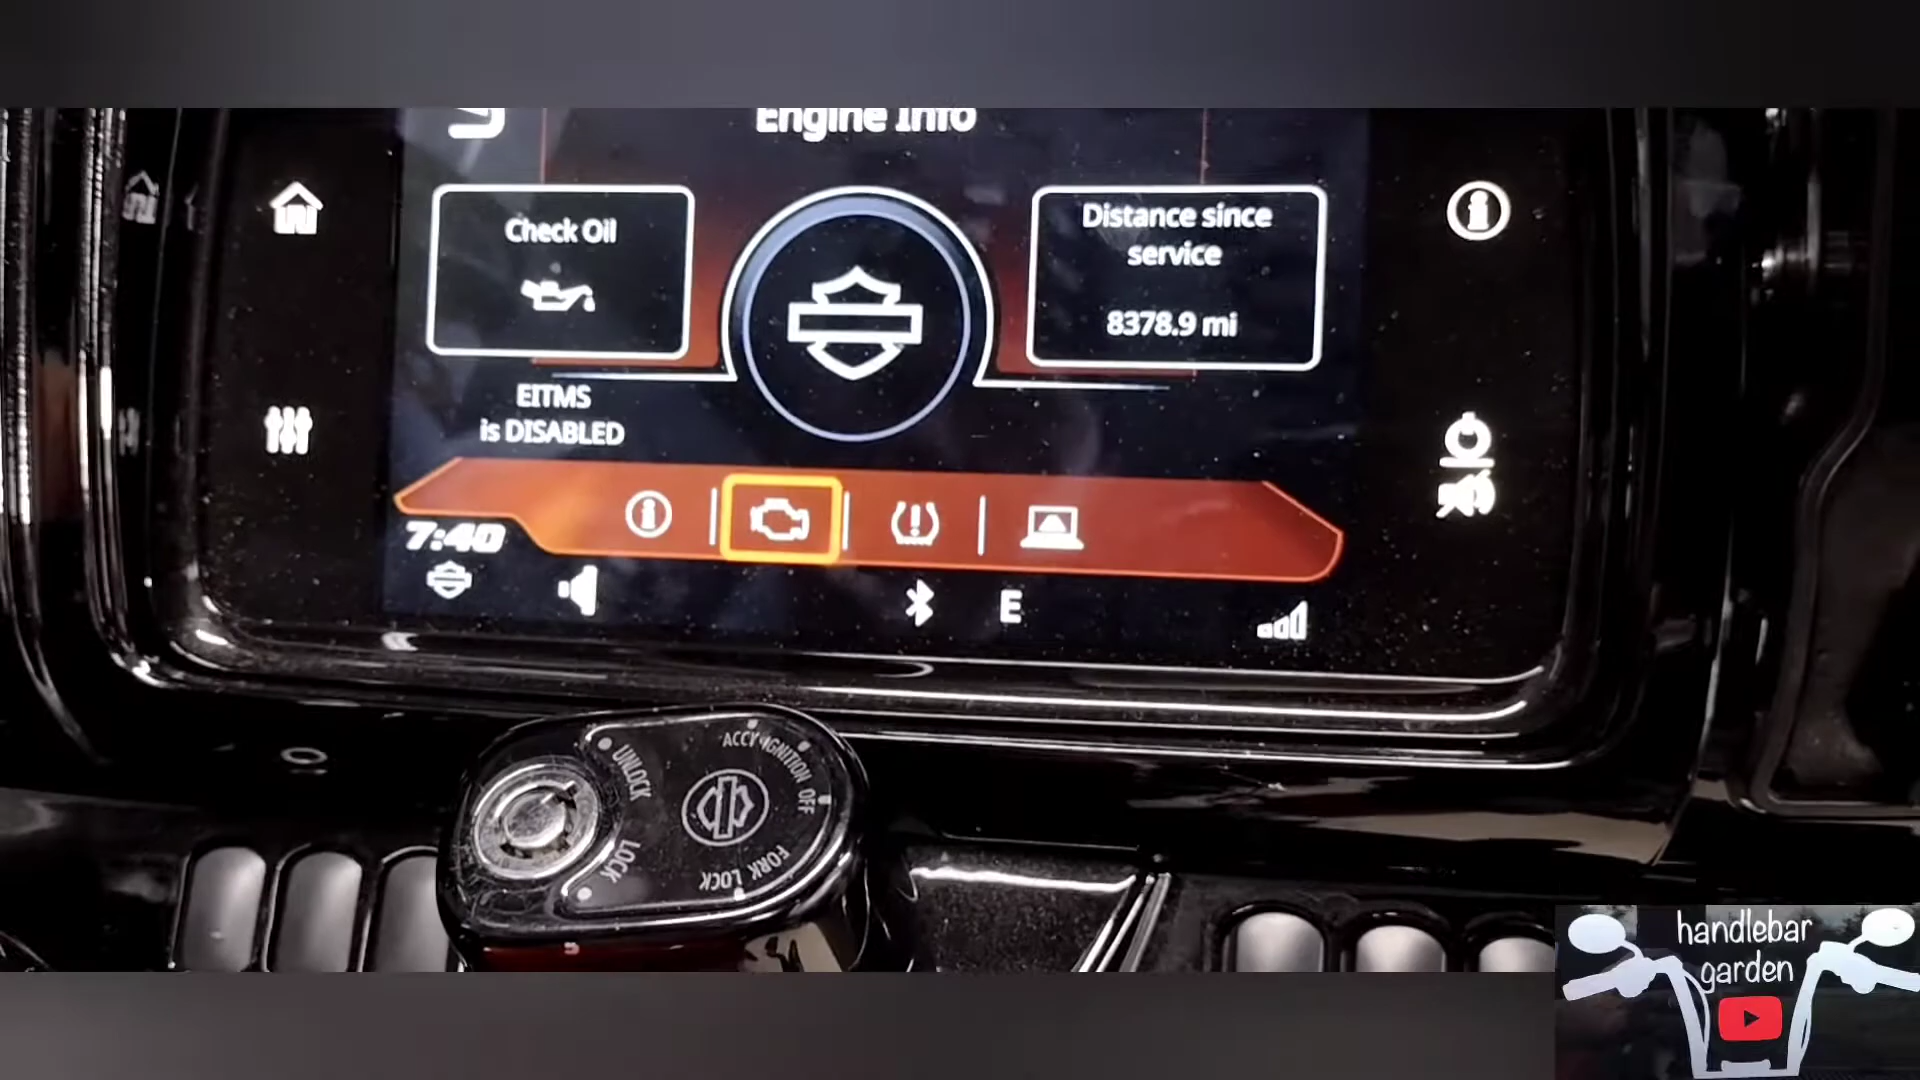 Engine Info
Check Oil
Distance since
service
8378.9 mi
EITMS
is DISABLED
7:40
E
ACCY IGNITION OFF
UNLOCK
LOCK
FORK LOCK
handlebar
garden